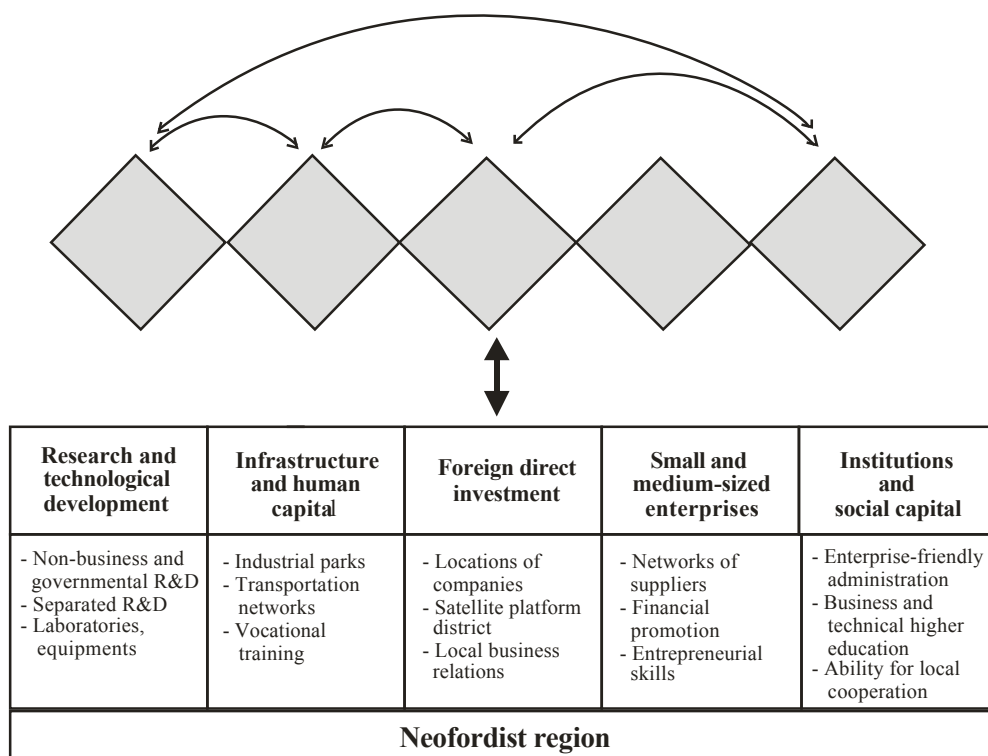 Research and
technological
development
Infrastructure
and human
capital
Foreign direct
investment
Small and
medium-sized
enterprises
Institutions
and
social capital
- Non-business and
governmental R&D
- Separated R&D
- Laboratories,
equipments
- Industrial parks
- Transportation
networks
- Vocational
training
- Locations of
companies
- Satellite platform
district
- Local business
relations
- Networks of
suppliers
- Financial
promotion
- Entrepreneurial
skills
- Enterprise-friendly
administration
- Business and
technical higher
education
- Ability for local
cooperation
Neofordist region